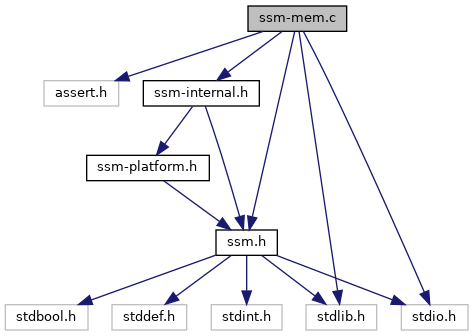 ssm-mem.c
assert.h
ssm-internal.h
ssm-platform.h
ssm.h
stdbool.h
stddef.h
stdint.h
stdlib.h
stdio.h